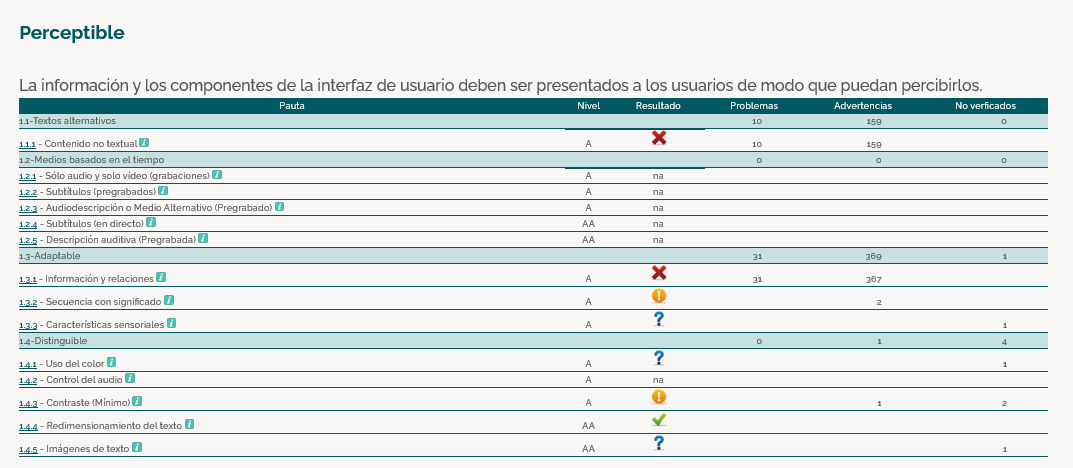 Perceptible
La información y los componentes de la interfaz de usuario deben ser presentados a los usuarios de modo que puedan percibirlos.
Pauta Nivel Resultado Problemas Advertencias No verficados
1.1-Textos alternativos 10 159 0
1.1.1 - Contenido no textual i A 10 159
1.2-Medios basados en el tiempo 0 0 0
1.2.1 - Sólo audio y solo vídeo (grabaciones) i A na
1.2.2 - Subtítulos (pregrabados) i A na
1.2.3 - Audiodescripción o Medio Alternativo (Pregrabado) i A na
1.2.4 - Subtítulos (en directo) i AA na
1.2.5 - Descripción auditiva (Pregrabada) i AA na
1.3-Adaptable 31 369 1
1.3.1 - Información y relaciones i A 31 367
1.3.2 - Secuencia con significado i A ! 2
1.3.3 - Características sensoriales i A ? 1
1.4-Distinguible 0 1 4
1.4.1 - Uso del color i A ? 1
1.4.2 - Control del audio i A na
1.4.3 - Contraste (Mínimo) i A ! 1 2
1.4.4 - Redimensionamiento del texto i AA
1.4.5 - Imágenes de texto i AA ? 1